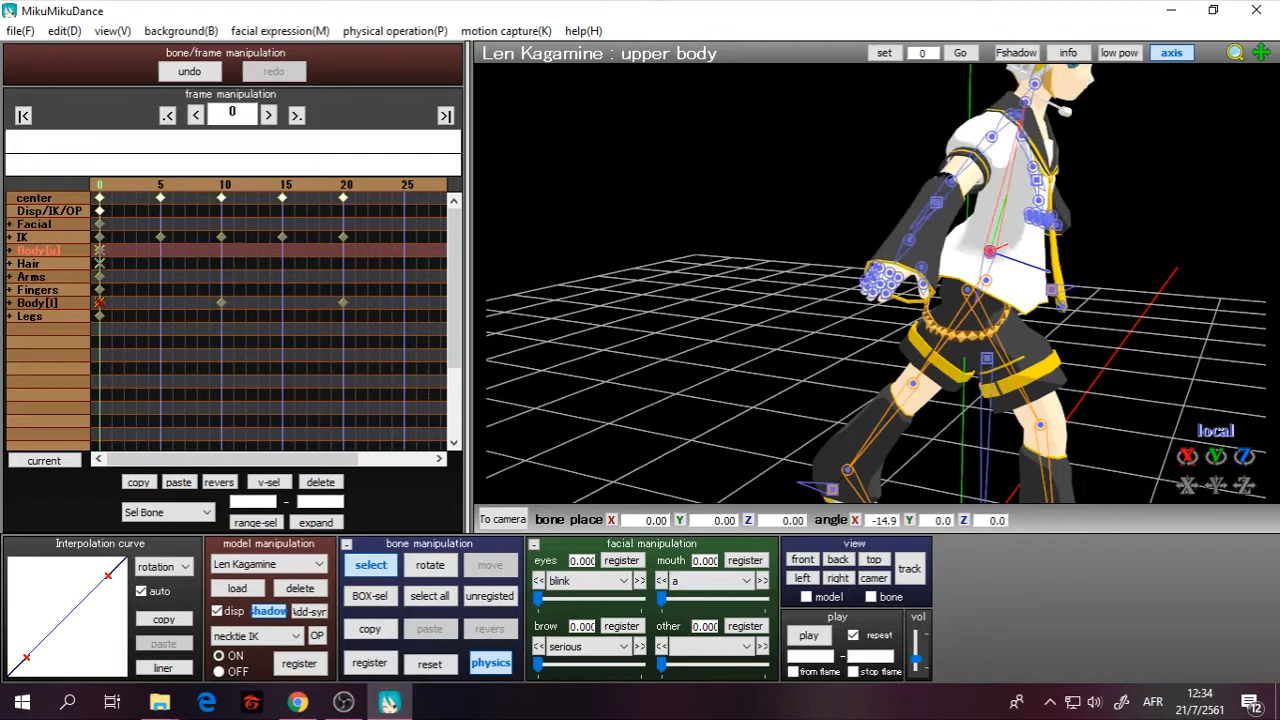 MikuMikuDance
file(F) edit(D) view(V) background(B) facial expression(M) physical operation(P) motion capture(K) help(H)
bone/frame manipulation
undo redo
frame manipulation
|< .< < 0 > >. >|
0 5 10 15 20 25
center
Disp/IK/OP
+ Facial
+ IK
+ Body[u]
+ Hair
+ Arms
+ Fingers
+ Body[l]
+ Legs
current
copy paste revers v-sel delete
Sel Bone -
range-sel expand
Len Kagamine : upper body
set 0 Go Fshadow info low pow axis
local
X Y Z
X Y Z
To camera bone place X 0.00 Y 0.00 Z 0.00 angle X -14.9 Y 0.0 Z 0.0
Interpolation curve
rotation
auto
copy
paste
liner
model manipulation
Len Kagamine
load delete
disp shadow Add-syn
necktie IK OP
ON
OFF
register
- bone manipulation
select rotate move
BOX-sel select all unregisted
copy paste revers
register reset physics
- facial manipulation
eyes 0.000 register mouth 0.000 register
<< blink >> << a >>
brow 0.000 register other 0.000 register
<< serious >> << >>
view
front back top
left right camer
track
model bone
play
play repeat
-
from flame stop flame
vol
AFR
12:34
21/7/2561
12